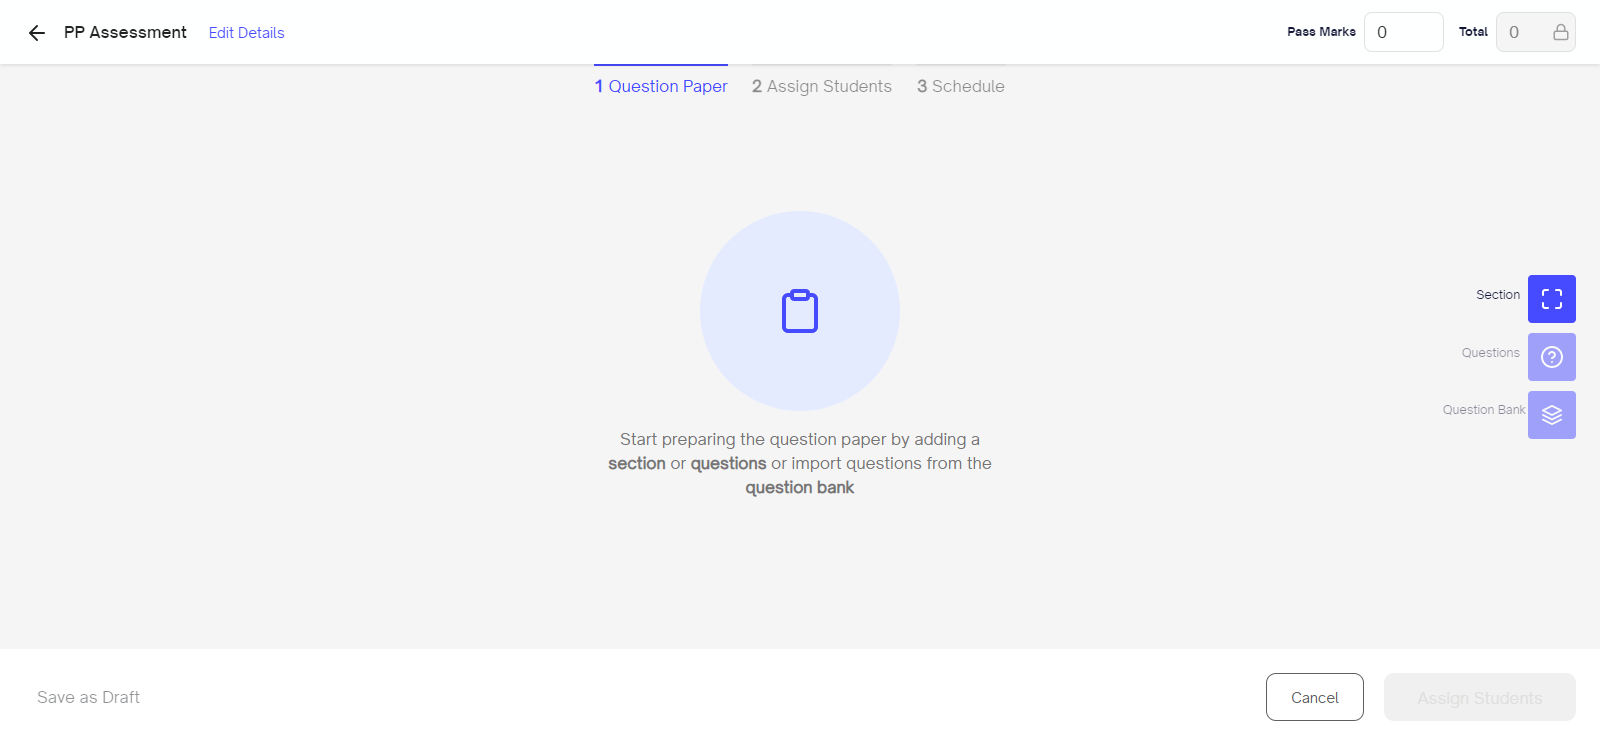 PP Assessment Edit Details Pass Marks 0 Total 0
1 Question Paper 2 Assign Students 3 Schedule
Section
Questions
Question Bank
Start preparing the question paper by adding a
section or questions or import questions from the
question bank
Save as Draft Cancel Assign Students